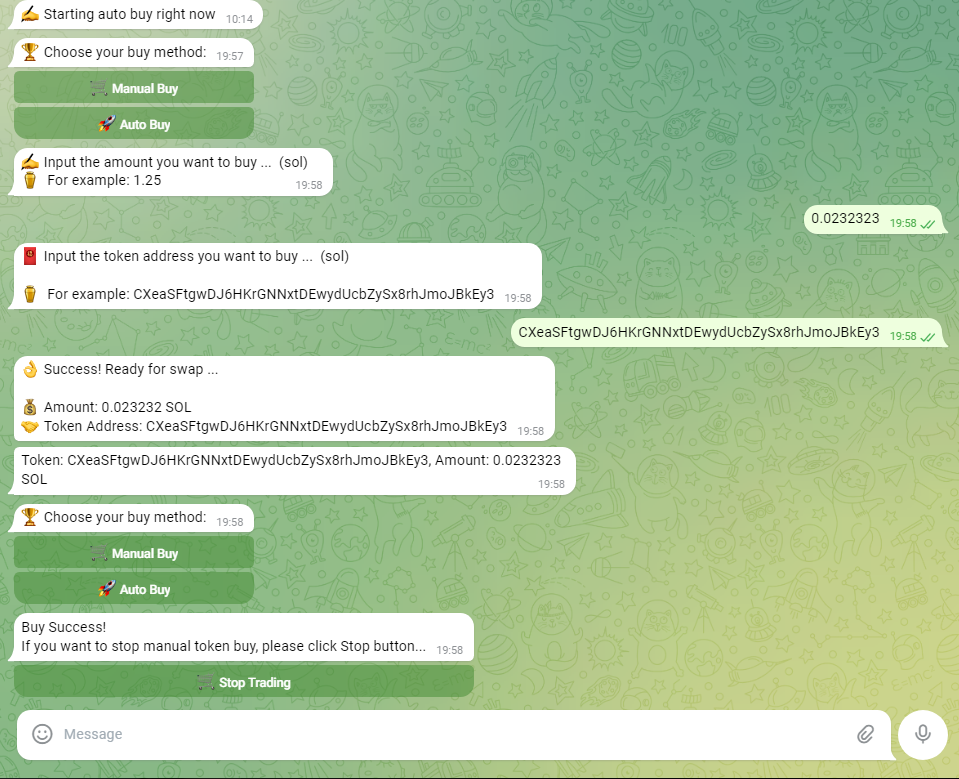 ✍️ Starting auto buy right now 10:14
🏆 Choose your buy method: 19:57
🛒 Manual Buy
🚀 Auto Buy
✍️ Input the amount you want to buy ... (sol)
For example: 1.25 19:58
0.0232323 19:58
Input the token address you want to buy ... (sol)
For example: CXeaSFtgwDJ6HKrGNNxtDEwydUcbZySx8rhJmoJBkEy3 19:58
CXeaSFtgwDJ6HKrGNNxtDEwydUcbZySx8rhJmoJBkEy3 19:58
👌 Success! Ready for swap ...
💰 Amount: 0.023232 SOL
🤝 Token Address: CXeaSFtgwDJ6HKrGNNxtDEwydUcbZySx8rhJmoJBkEy3 19:58
Token: CXeaSFtgwDJ6HKrGNNxtDEwydUcbZySx8rhJmoJBkEy3, Amount: 0.0232323
SOL 19:58
🏆 Choose your buy method: 19:58
🛒 Manual Buy
🚀 Auto Buy
Buy Success!
If you want to stop manual token buy, please click Stop button... 19:58
🛒 Stop Trading
Message